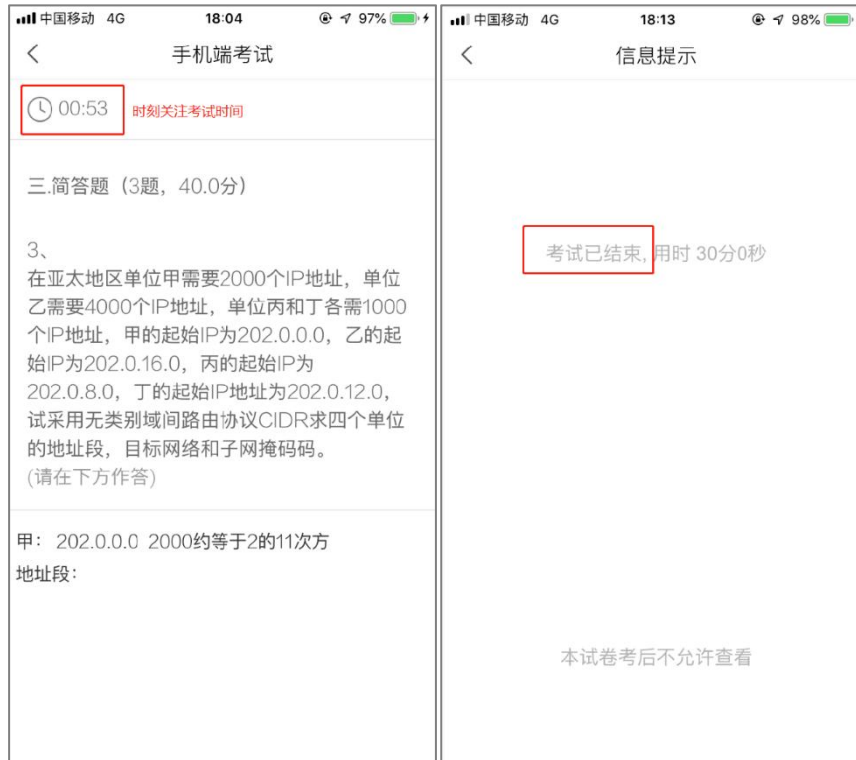 中国移动 4G 18:04 97%
手机端考试
00:53 时刻关注考试时间
三.简答题（3题，40.0分）
3、
在亚太地区单位甲需要2000个IP地址，单位
乙需要4000个IP地址，单位丙和丁各需1000
个IP地址，甲的起始IP为202.0.0.0，乙的起
始IP为202.0.16.0，丙的起始IP为
202.0.8.0，丁的起始IP地址为202.0.12.0，
试采用无类别域间路由协议CIDR求四个单位
的地址段，目标网络和子网掩码码。
(请在下方作答)
甲：202.0.0.0 2000约等于2的11次方
地址段：
中国移动 4G 18:13 98%
信息提示
考试已结束, 用时 30分0秒
本试卷考后不允许查看